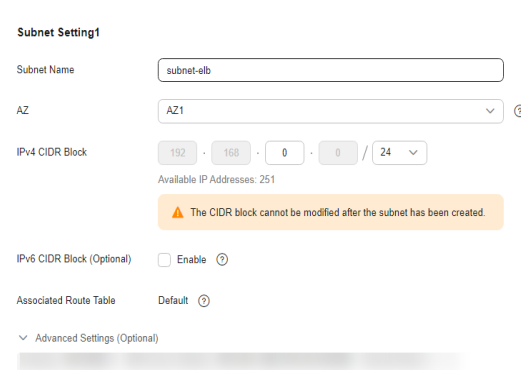 Subnet Setting1
Subnet Name subnet-elb
AZ AZ1 ?
IPv4 CIDR Block 192 . 168 . 0 . 0 / 24
Available IP Addresses: 251
The CIDR block cannot be modified after the subnet has been created.
IPv6 CIDR Block (Optional) Enable ?
Associated Route Table Default ?
Advanced Settings (Optional)